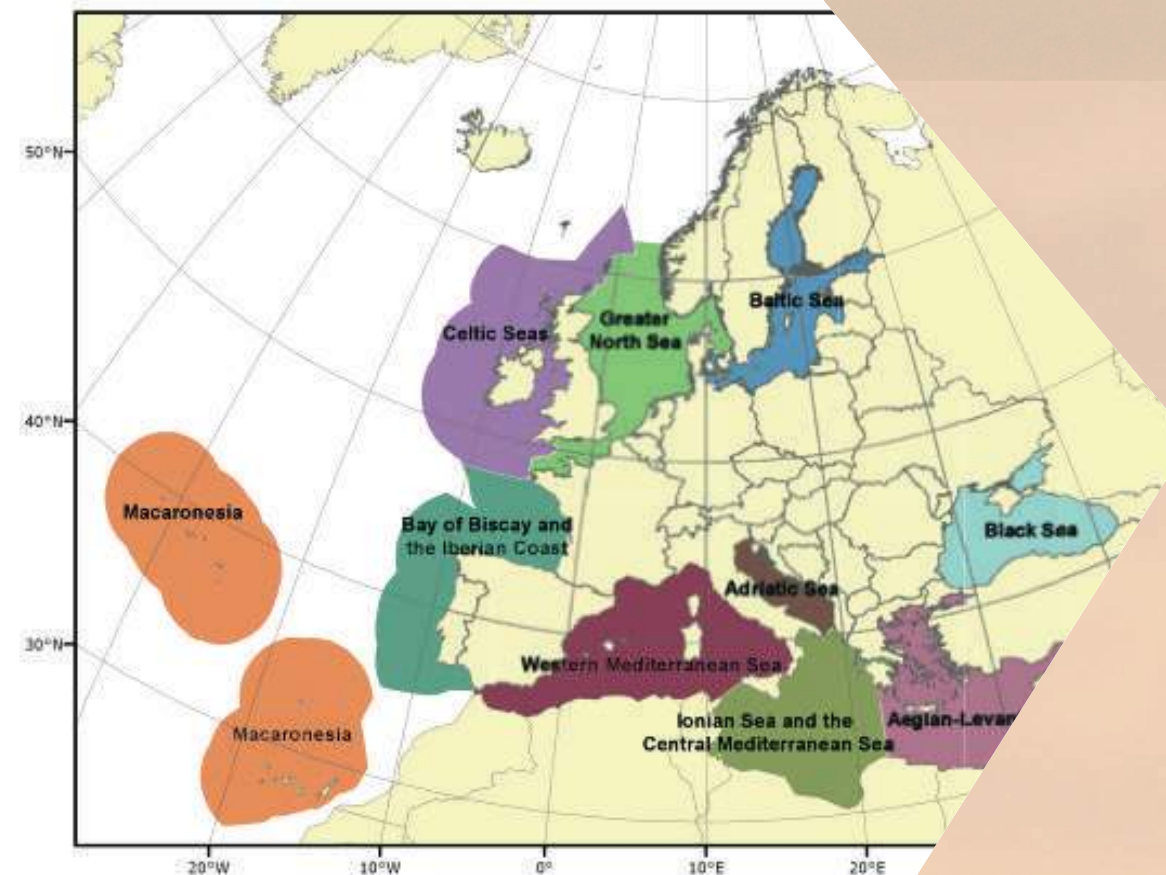 50°N
Baltic Sea
Greater
North Sea
Celtic Seas
40°N
Macaronesia
Bay of Biscay and
the Iberian Coast
Black Sea
Adriatic Sea
30°N
Western Mediterranean Sea
Ionian Sea and the
Central Mediterranean Sea
Aegian-Levan
Macaronesia
20°W
10°W
0°
10°E
20°E